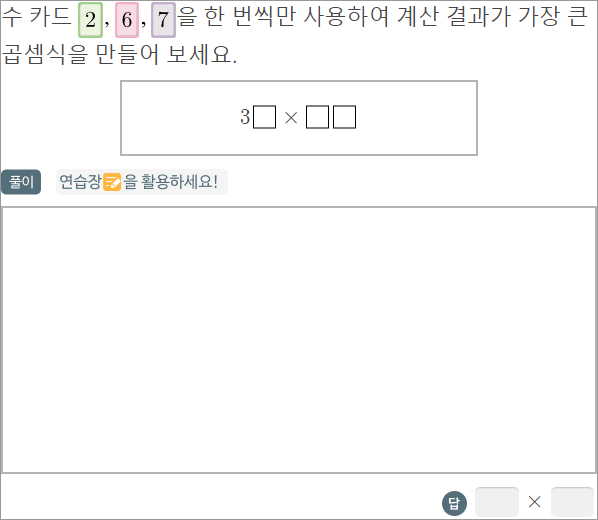 수 카드 2, 6, 7을 한 번씩만 사용하여 계산 결과가 가장 큰
곱셈식을 만들어 보세요.
3□ × □□
풀이 연습장을 활용하세요!
답 ×